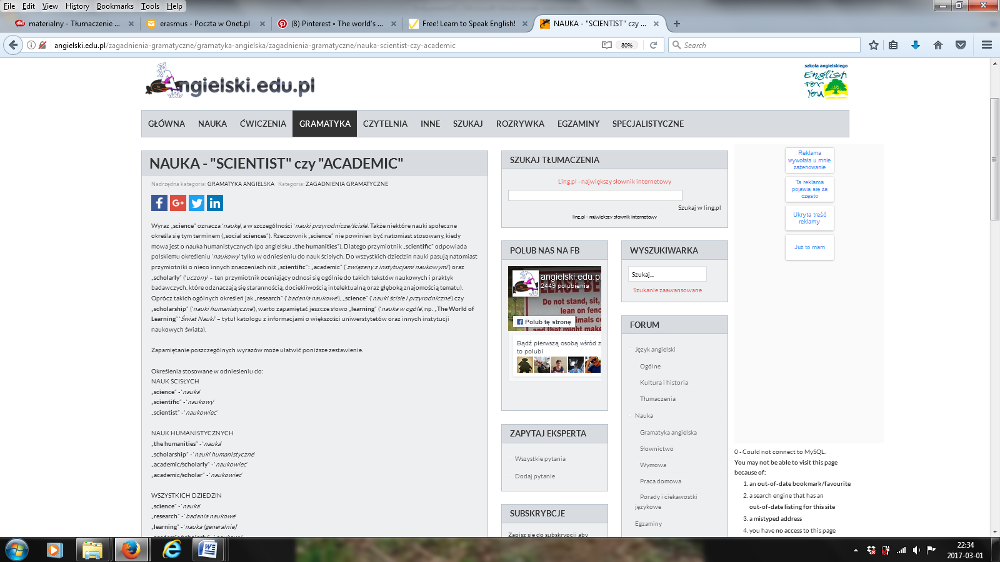 File Edit View History Bookmarks Tools Help
materialny - Tłumaczenie ...
erasmus - Poczta w Onet.pl
(8) Pinterest • The world's ...
Free! Learn to Speak English!
NAUKA - "SCIENTIST" czy ...
angielski.edu.pl/zagadnienia-gramatyczne/gramatyka-angielska/zagadnienia-gramatyczne/nauka-scientist-czy-academic
80%
Search
angielski.edu.pl
szkoła angielskiego
English
For
You
GŁÓWNA NAUKA ĆWICZENIA GRAMATYKA CZYTELNIA INNE SZUKAJ ROZRYWKA EGZAMINY SPECJALISTYCZNE
NAUKA - "SCIENTIST" czy "ACADEMIC"
Nadrzędna kategoria: GRAMATYKA ANGIELSKA Kategoria: ZAGADNIENIA GRAMATYCZNE
Wyraz „science” oznacza ‘naukę’, a w szczególności ‘nauki przyrodnicze/ścisłe’. Także niektóre nauki społeczne
określa się tym terminem („social sciences”). Rzeczownik „science” nie powinien być natomiast stosowany, kiedy
mowa jest o nauka humanistycznych (po angielsku „the humanities”). Dlatego przymiotnik „scientific” odpowada
polskiemu określeniu ‘naukowy’ tylko w odniesieniu do nauk ścisłych. Do wszystkich dziedzin nauki pasują natomiast
przymiotniki o nieco innych znaczeniach niż „scientific”: „academic” (‘związany z instytucjami naukowymi’) oraz
„scholarly” (‘uczony’ – ten przymiotnik oceniający odnosi się ogólnie do takich tekstów naukowych i praktyk
badawczych, które odznaczają się starannością, dociekliwością intelektualną oraz głęboką znajomością tematu).
Oprócz takich ogólnych określeń jak „research” (‘badania naukowe’), „science” (‘nauki ścisłe i przyrodnicze’) czy
„scholarship” (‘nauki humanistyczne’), warto zapamiętać jeszcze słowo „learning” (‘nauka w ogóle’, np. „The World of
Learning” ‘Świat Nauki’ – tytuł katologu z informacjami o większości uniwerstytetów oraz innych instytucji
naukowych świata).
Zapamiętanie poszczególnych wyrazów może ułatwić poniższe zestawienie.
Określenia stosowane w odniesieniu do:
NAUK ŚCISŁYCH
„science” - ‘nauka’
„scientific” - ‘naukowy’
„scientist” - ‘naukowiec’
NAUK HUMANISTYCZNYCH
„the humanities” - ‘nauka’
„scholarship” - ‘nauki humanistyczne’
„academic/scholarly” - ‘naukowiec’
„academic/scholar” - ‘naukowiec’
WSZYSTKICH DZIEDZIN
„science” - ‘nauka’
„research” - ‘badania naukowe’
„learning” - ‘nauka (generalnie)’
„academic/scholarly” - ‘naukowy’
SZUKAJ TŁUMACZENIA
Ling.pl - największy słownik internetowy
Szukaj w ling.pl
ling.pl - największy słownik internetowy
POLUB NAS NA FB
angielski.edu.pl
2449 polubienia
Do not stand, sit,
lean on fenc
imals co
and that might make
Polub tę stronę
Bądź pierwszą osobą wśród z
to polubi
ZAPYTAJ EKSPERTA
Wszystkie pytania
Dodaj pytanie
SUBSKRYBCJE
Zapisz się do subskrypcji aby
WYSZUKIWARKA
Szukaj...
Szukanie zaawansowane
FORUM
Język angielski
Ogólne
Kultura i historia
Tłumaczenia
Nauka
Gramatyka angielska
Słownictwo
Wymowa
Praca domowa
Porady i ciekawostki
językowe
Egzaminy
Reklama
wywołała u mnie
zażenowanie
Ta reklama
pojawia się za
często
Ukryta treść
reklamy
Już to mam
0 - Could not connect to MySQL.
You may not be able to visit this page
because of:
1. an out-of-date bookmark/favourite
2. a search engine that has an
out-of-date listing for this site
3. a mistyped address
4. you have no access to this page
22:34
2017-03-01